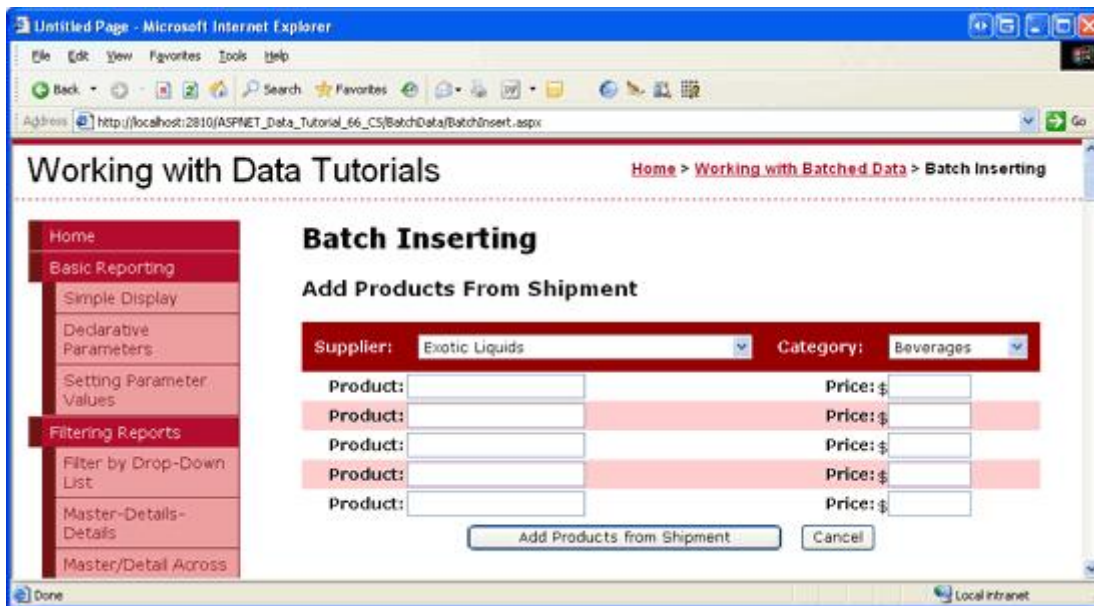 Untitled Page - Microsoft Internet Explorer
File Edit View Favorites Tools Help
Back Search Favorites
Address http://localhost:2810/ASPNET_Data_Tutorial_66_CS/BatchData/BatchInsert.aspx Go
Working with Data Tutorials
Home > Working with Batched Data > Batch Inserting
Home
Basic Reporting
Simple Display
Declarative
Parameters
Setting Parameter
Values
Filtering Reports
Filter by Drop-Down
List
Master-Details-
Details
Master/Detail Across
Batch Inserting
Add Products From Shipment
Supplier: Exotic Liquids Category: Beverages
Product: Price: $
Product: Price: $
Product: Price: $
Product: Price: $
Product: Price: $
Add Products from Shipment Cancel
Done Local intranet